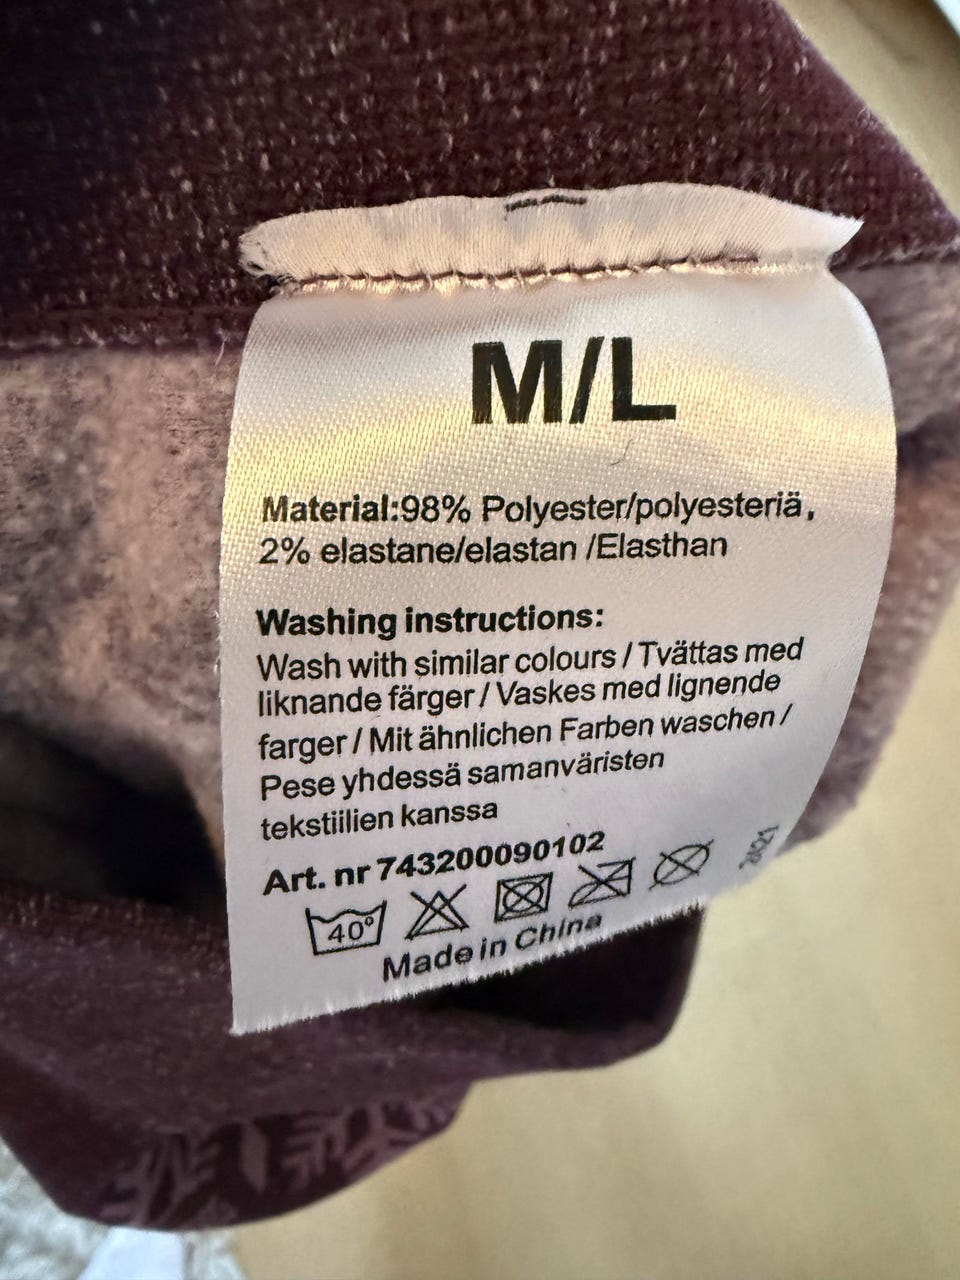 M/L
Material:98% Polyester/polyesteriä,
2% elastane/elastan /Elasthan
Washing instructions:
Wash with similar colours / Tvättas med
liknande färger / Vaskes med lignende
farger / Mit ähnlichen Farben waschen /
Pese yhdessä samanväristen
tekstiilien kanssa
Art. nr 743200090102
40°
Made in China